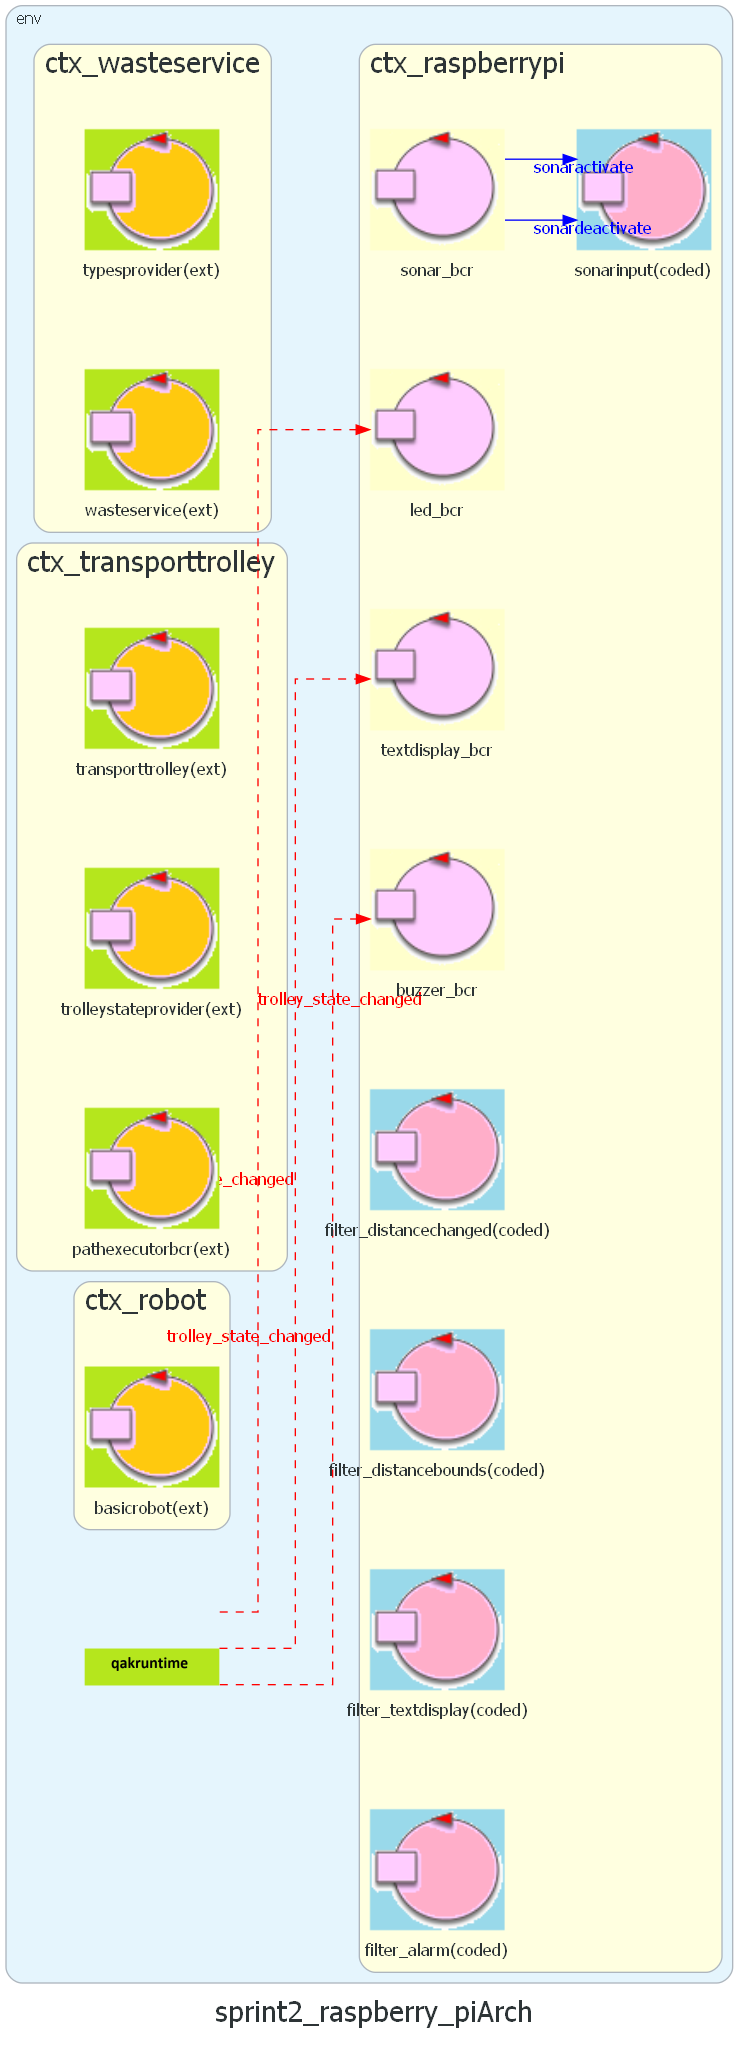 env
ctx_wasteservice
typesprovider(ext)
wasteservice(ext)
ctx_transporttrolley
transporttrolley(ext)
trolleystateprovider(ext)
pathexecutorbcr(ext)
ctx_robot
basicrobot(ext)
qakruntime
ctx_raspberrypi
sonar_bcr
sonaractivate
sonardeactivate
sonarinput(coded)
led_bcr
textdisplay_bcr
buzzer_bcr
trolley_state_changed
e_changed
filter_distancechanged(coded)
trolley_state_changed
filter_distancebounds(coded)
filter_textdisplay(coded)
filter_alarm(coded)
sprint2_raspberry_piArch